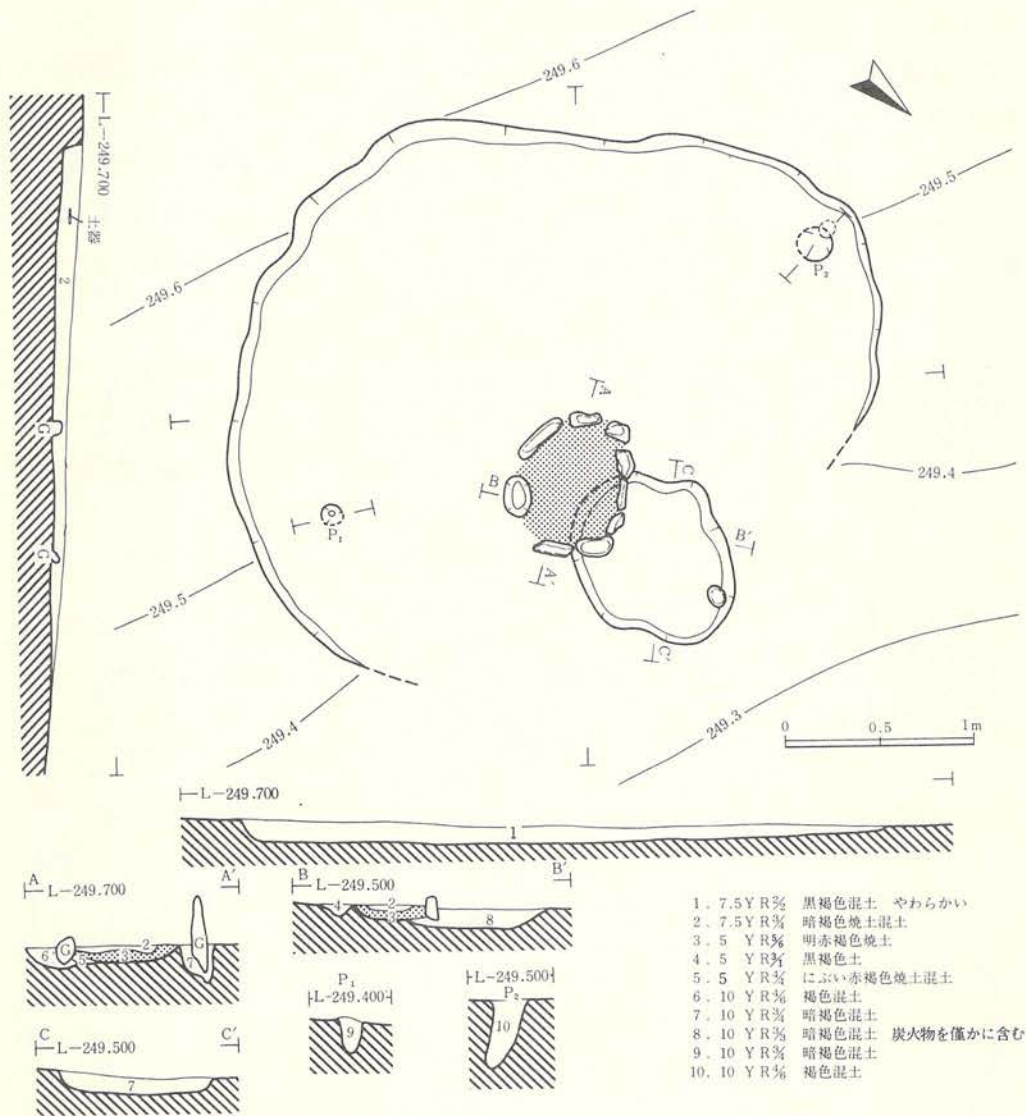 249.6
249.5
249.6
P₂
A
B
C
B′
P₁
A′
C′
249.4
249.5
249.4
249.3
0 0.5 1m
L-249.700
土器
2
G
G
L-249.700
1
A L-249.700 A′
6 G 5 3 2 7 G
B L-249.500 B′
4 2 8
P₁
L-249.400
9
L-249.500
P₂
10
C L-249.500 C′
7
1. 7.5YR 黒褐色混土 やわらかい
2. 7.5YR 暗褐色焼土混土
3. 5 YR 明赤褐色焼土
4. 5 YR 黒褐色土
5. 5 YR にぶい赤褐色焼土混土
6. 10 YR 褐色混土
7. 10 YR 暗褐色混土
8. 10 YR 暗褐色混土 炭火物を僅かに含む
9. 10 YR 暗褐色混土
10. 10 YR 褐色混土